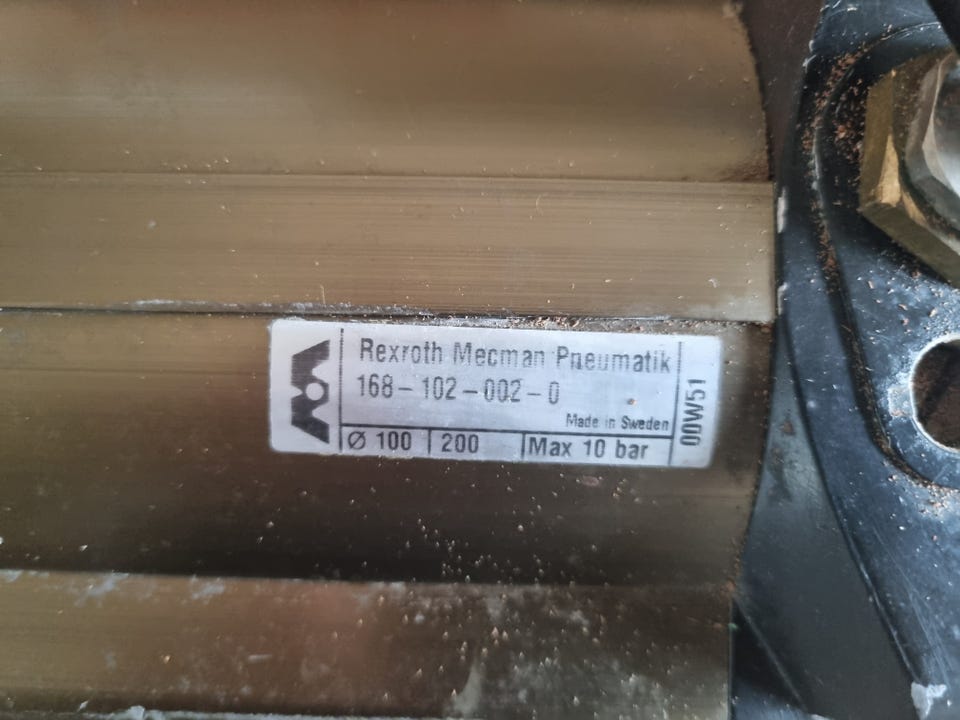 Rexroth Mecman Pneumatik
168-102-002-0
Made in Sweden
Ø 100 200 Max 10 bar
00W51